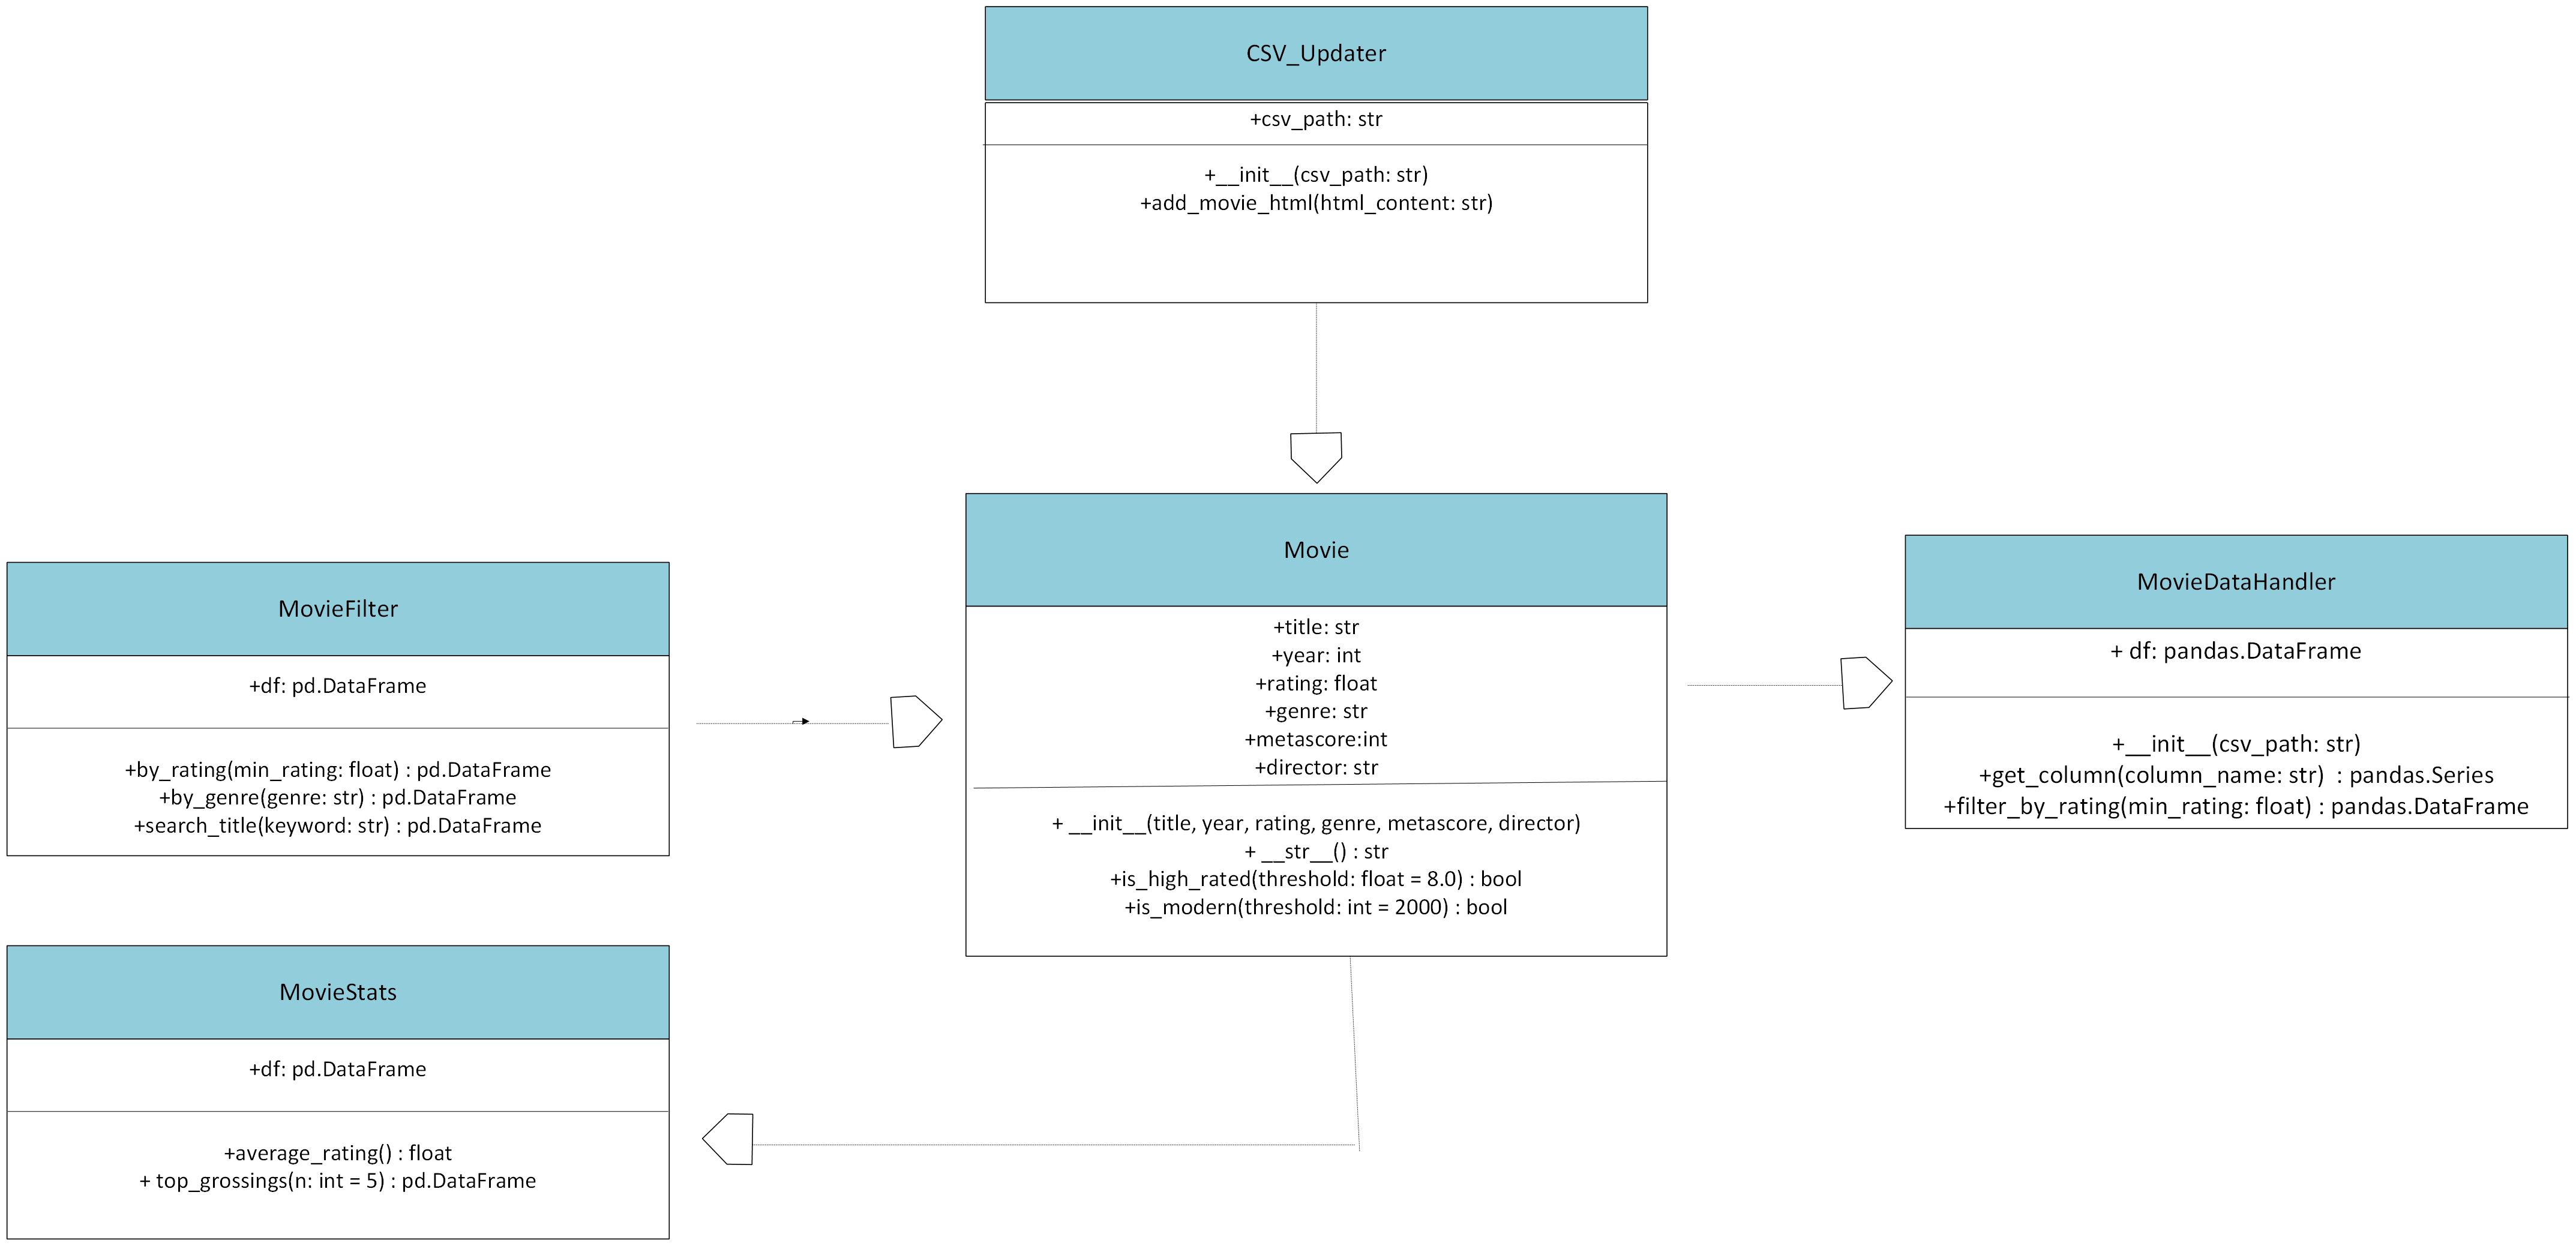 CSV_Updater
+csv_path: str
+__init__(csv_path: str)
+add_movie_html(html_content: str)
Movie
+title: str
+year: int
+rating: float
+genre: str
+metascore:int
+director: str
+ __init__(title, year, rating, genre, metascore, director)
+ __str__() : str
+is_high_rated(threshold: float = 8.0) : bool
+is_modern(threshold: int = 2000) : bool
MovieDataHandler
+ df: pandas.DataFrame
+__init__(csv_path: str)
+get_column(column_name: str)  : pandas.Series
+filter_by_rating(min_rating: float) : pandas.DataFrame
MovieFilter
+df: pd.DataFrame
+by_rating(min_rating: float) : pd.DataFrame
+by_genre(genre: str) : pd.DataFrame
+search_title(keyword: str) : pd.DataFrame
MovieStats
+df: pd.DataFrame
+average_rating() : float
+ top_grossings(n: int = 5) : pd.DataFrame